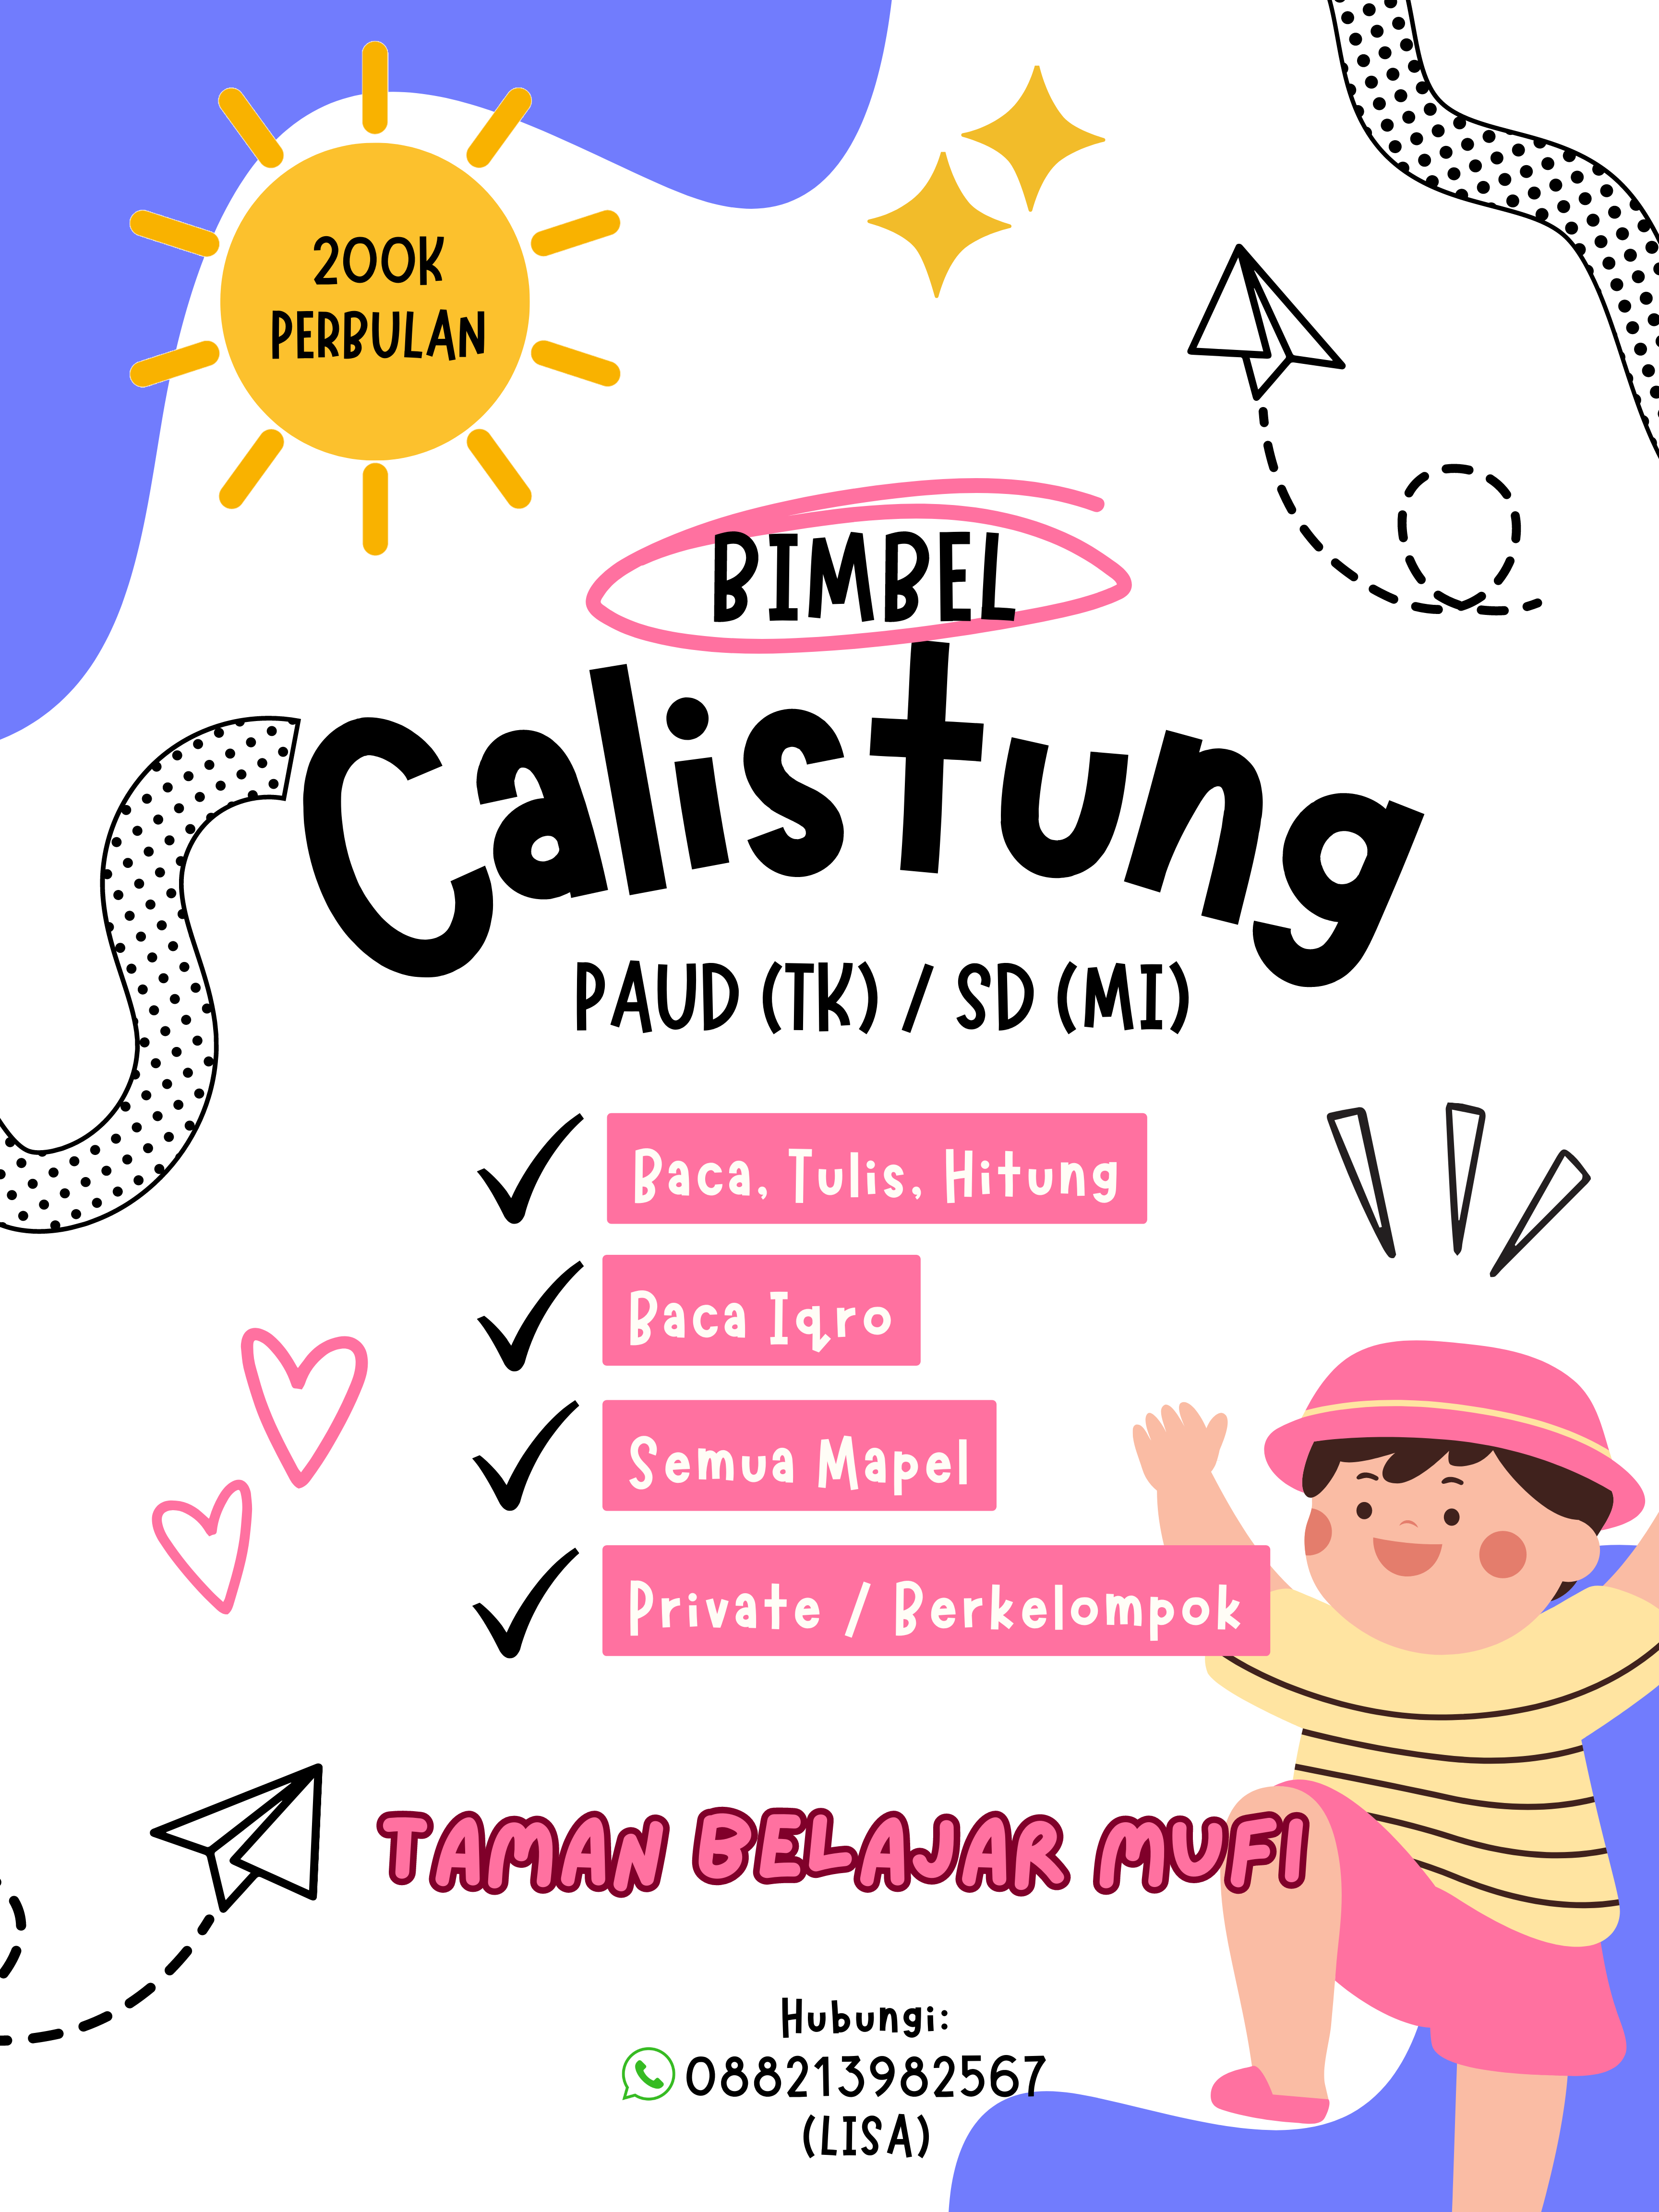 200K
PERBULAN
BIMBEL
Calistung
PAUD (TK) / SD (MI)
Baca, Tulis, Hitung
Baca Iqro
Semua Mapel
Private / Berkelompok
TAMAN BELAJAR MUFI
Hubungi:
088213982567
(LISA)